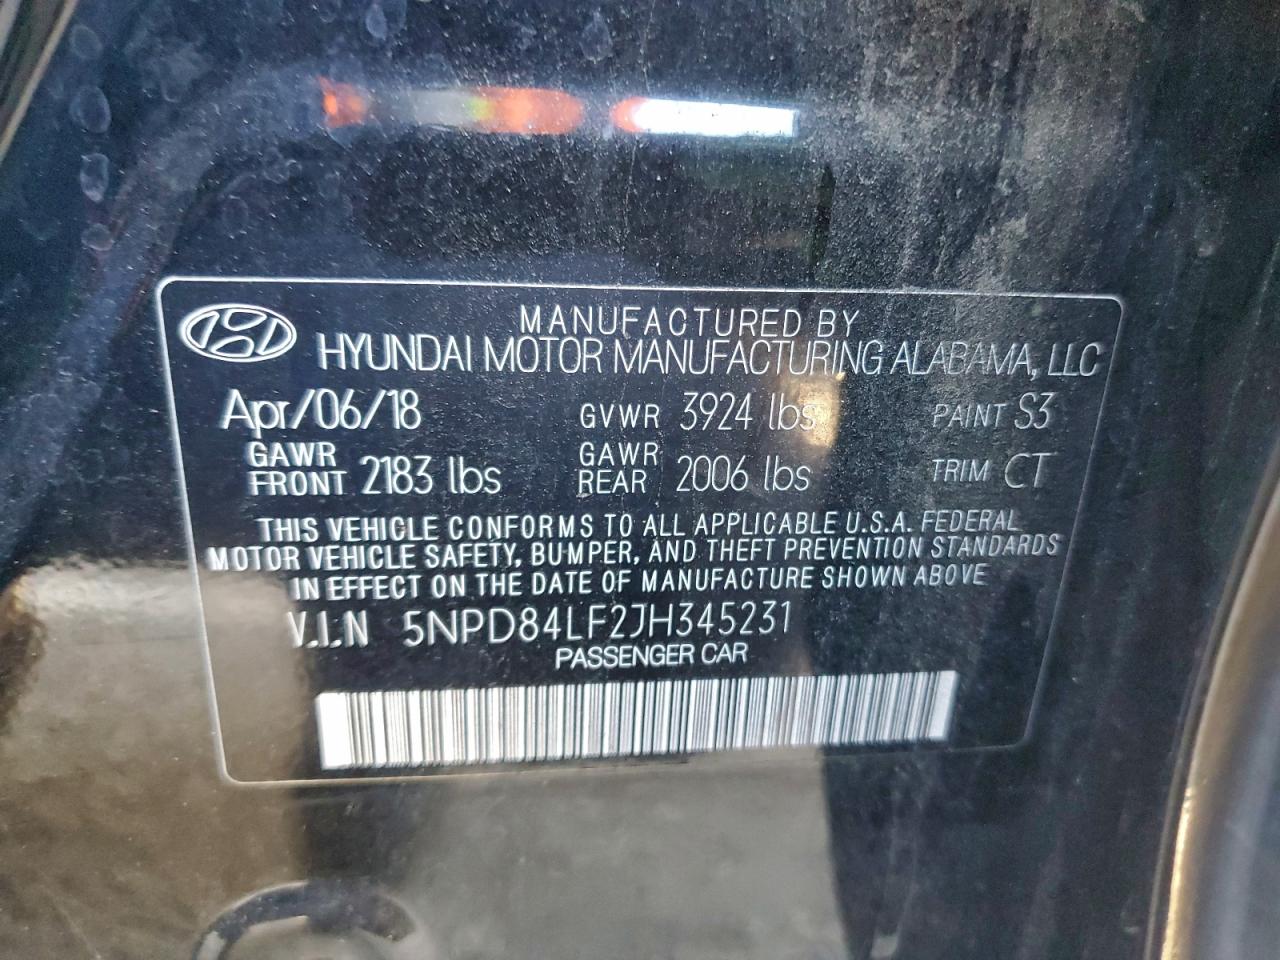 MANUFACTURED BY
HYUNDAI MOTOR MANUFACTURING ALABAMA, LLC
Apr/06/18 GVWR 3924 lbs PAINT S3
GAWR FRONT 2183 lbs GAWR REAR 2006 lbs TRIM CT
THIS VEHICLE CONFORMS TO ALL APPLICABLE U.S.A. FEDERAL
MOTOR VEHICLE SAFETY, BUMPER, AND THEFT PREVENTION STANDARDS
IN EFFECT ON THE DATE OF MANUFACTURE SHOWN ABOVE
V.I.N 5NPD84LF2JH345231
PASSENGER CAR